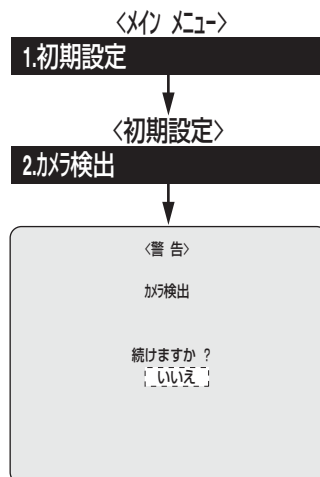 〈ﾒｲﾝ ﾒﾆｭｰ〉
1.初期設定
〈初期設定〉
2.ｶﾒﾗ検出
〈警 告〉
ｶﾒﾗ検出
続けますか ?
いいえ